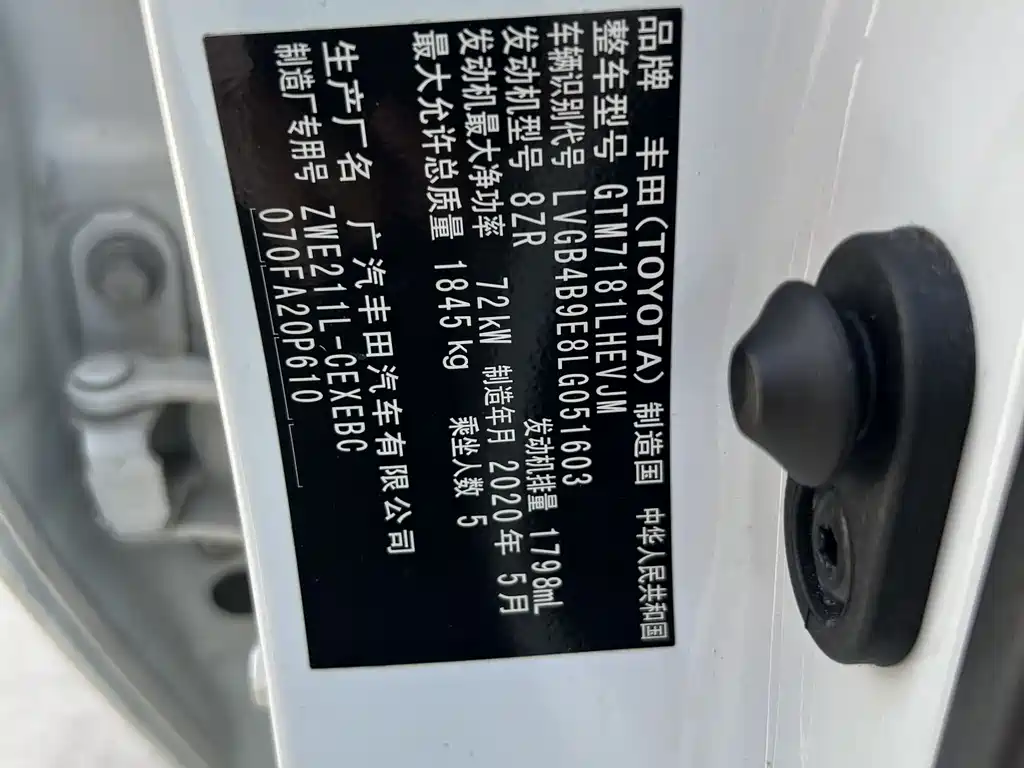 品牌 丰田(TOYOTA) 制造国 中华人民共和国
整车型号 GTM7181LHEVJM
车辆识别代号 LVGB4B9E8LG051603
发动机型号 8ZR 发动机排量 1798mL
发动机最大净功率 72kW 制造年月 2020年 5月
最大允许总质量 1845kg 乘坐人数 5
生产厂名 广汽丰田汽车有限公司
制造厂专用号 ZWE211L-CEXEBC
070FA20P610